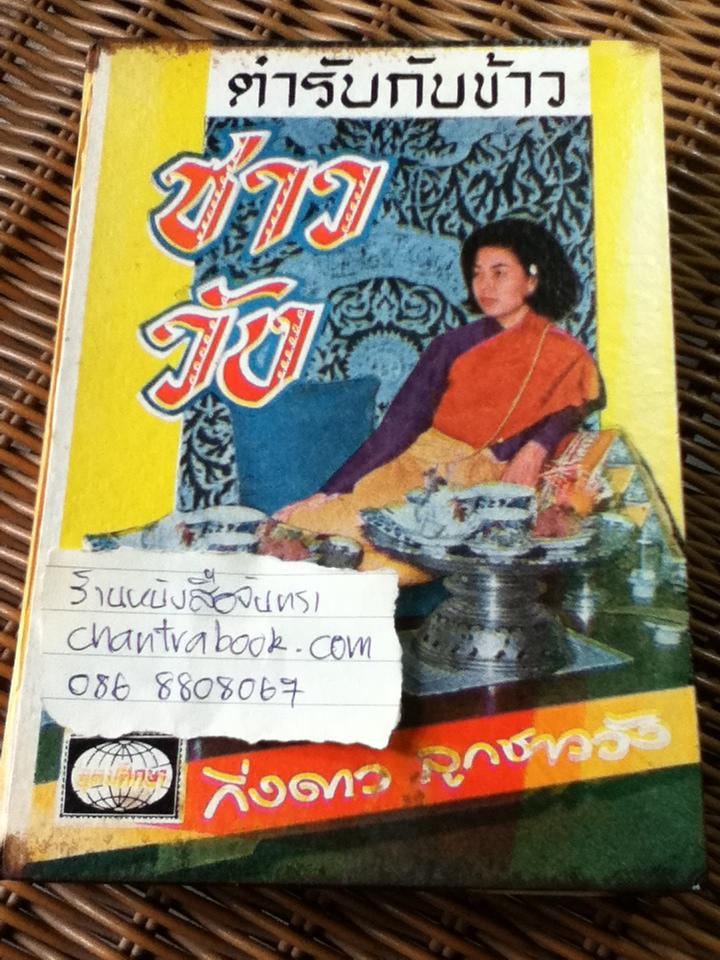 ตำรับกับข้าว
ชาว
วัง
ร้านหนังสือจันทรา
chantrabook.com
086 8808067
กิ่งดาว ลูกชาววัง